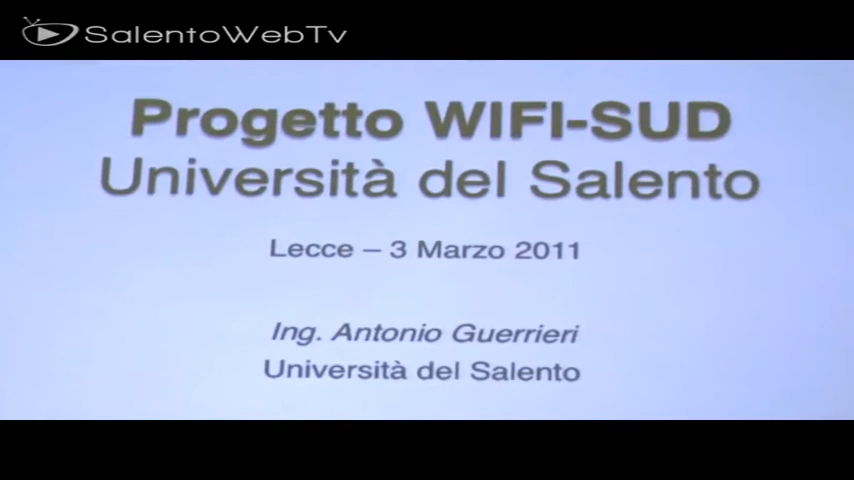 SalentoWebTv
Progetto WIFI-SUD
Università del Salento
Lecce – 3 Marzo 2011
Ing. Antonio Guerrieri
Università del Salento